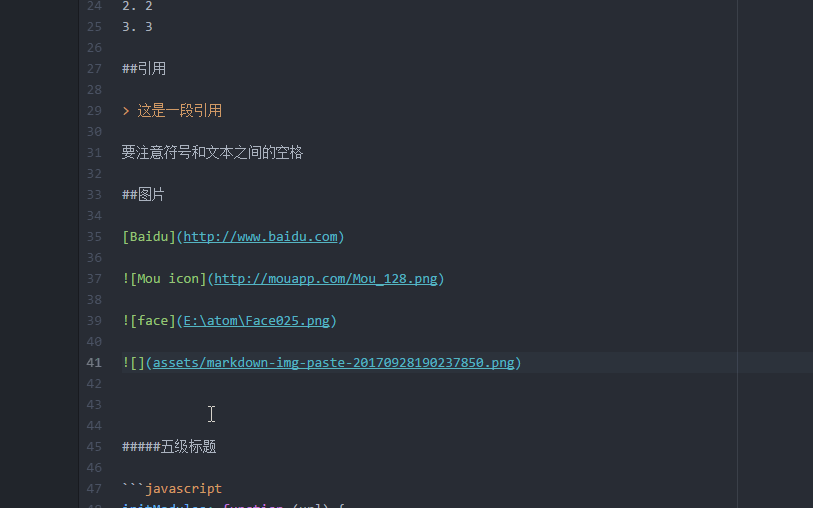 24 2. 2
25 3. 3
26
27 ##引用
28
29 > 这是一段引用
30
31 要注意符号和文本之间的空格
32
33 ##图片
34
35 [Baidu](http://www.baidu.com)
36
37 ![Mou icon](http://mouapp.com/Mou_128.png)
38
39 ![face](E:\atom\Face025.png)
40
41 ![](assets/markdown-img-paste-20170928190237850.png)
42
43
44
45 #####五级标题
46
47 ```javascript
48 initModules: function (url) {